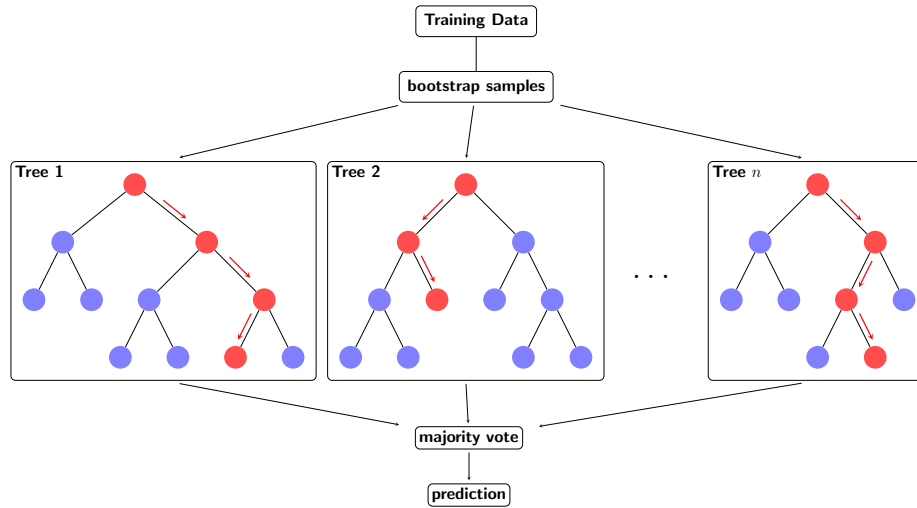 Training Data
bootstrap samples
Tree 1
Tree 2
Tree n
. . .
majority vote
prediction